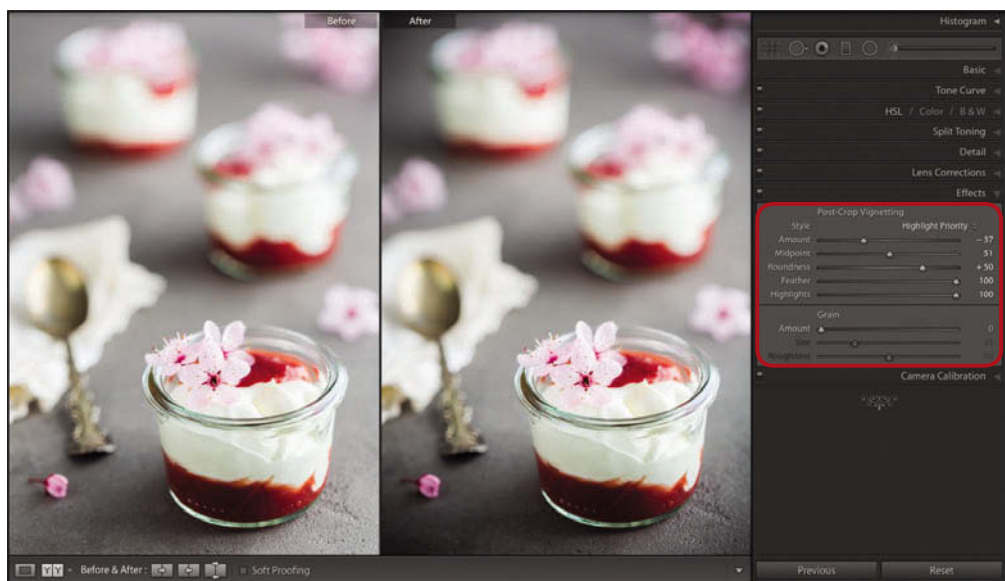 Before
After
Histogram
Basic
Tone Curve
HSL / Color / B & W
Split Toning
Detail
Lens Corrections
Effects
Post-Crop Vignetting
Style Highlight Priority
Amount – 37
Midpoint 51
Roundness + 50
Feather 100
Highlights 100
Grain
Amount 0
Size
Roughness
Camera Calibration
Y Y Before & After : Soft Proofing
Previous Reset